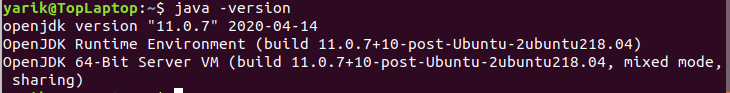 yarik@TopLaptop:~$ java -version
openjdk version "11.0.7" 2020-04-14
OpenJDK Runtime Environment (build 11.0.7+10-post-Ubuntu-2ubuntu218.04)
OpenJDK 64-Bit Server VM (build 11.0.7+10-post-Ubuntu-2ubuntu218.04, mixed mode,
sharing)